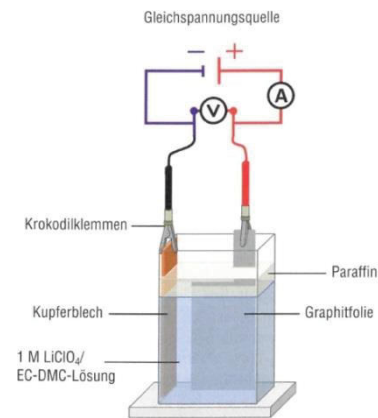 Gleichspannungsquelle
− +
V
A
Krokodilklemmen
Paraffin
Kupferblech
Graphitfolie
1 M LiClO₄/
EC-DMC-Lösung